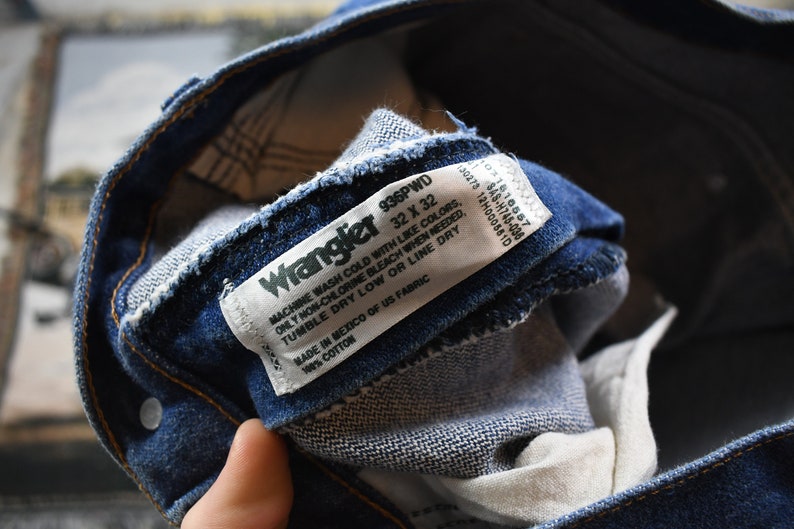 Wrangler 936PWD
32 X 32
MACHINE WASH COLD WITH LIKE COLORS,
ONLY NON-CHLORINE BLEACH WHEN NEEDED,
TUMBLE DRY LOW OR LINE DRY
MADE IN MEXICO OF US FABRIC
100% COTTON